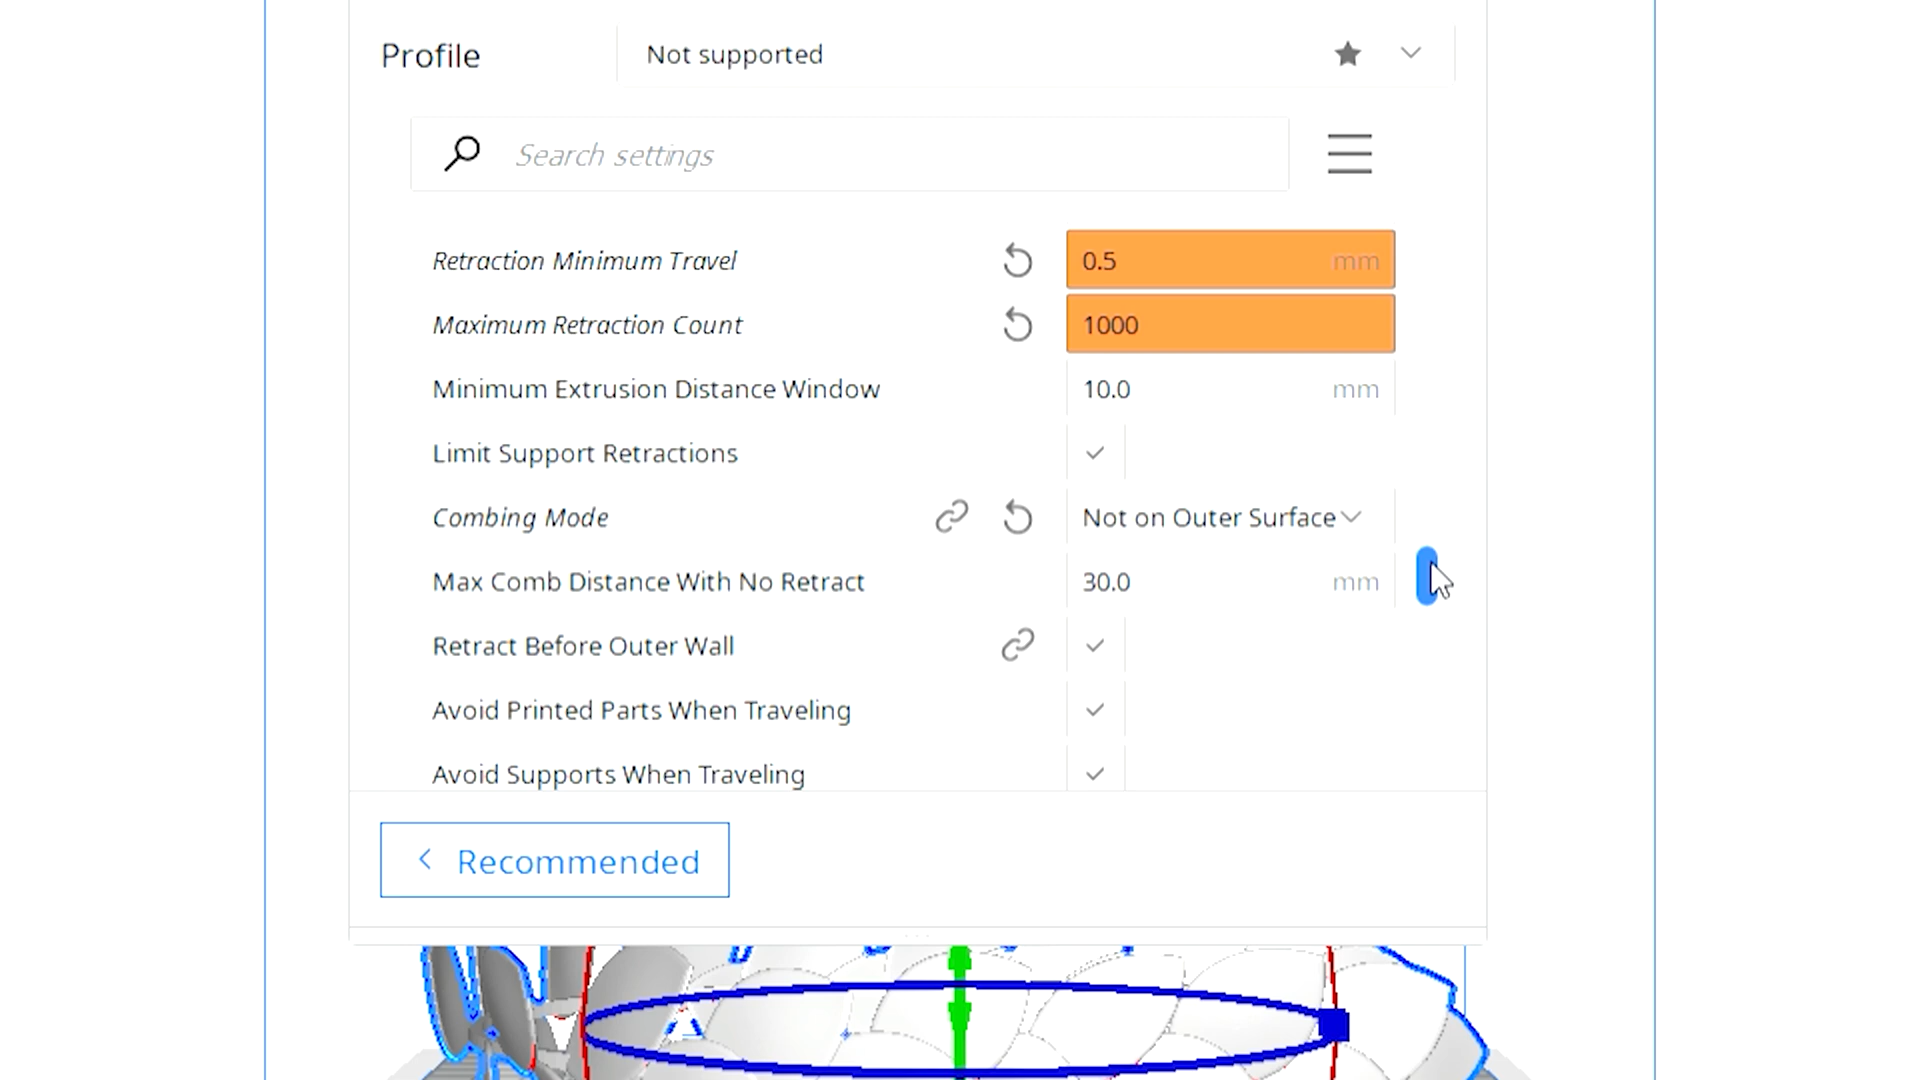 Profile Not supported
Search settings
Retraction Minimum Travel 0.5 mm
Maximum Retraction Count 1000
Minimum Extrusion Distance Window 10.0 mm
Limit Support Retractions
Combing Mode Not on Outer Surface
Max Comb Distance With No Retract 30.0 mm
Retract Before Outer Wall
Avoid Printed Parts When Traveling
Avoid Supports When Traveling
Recommended